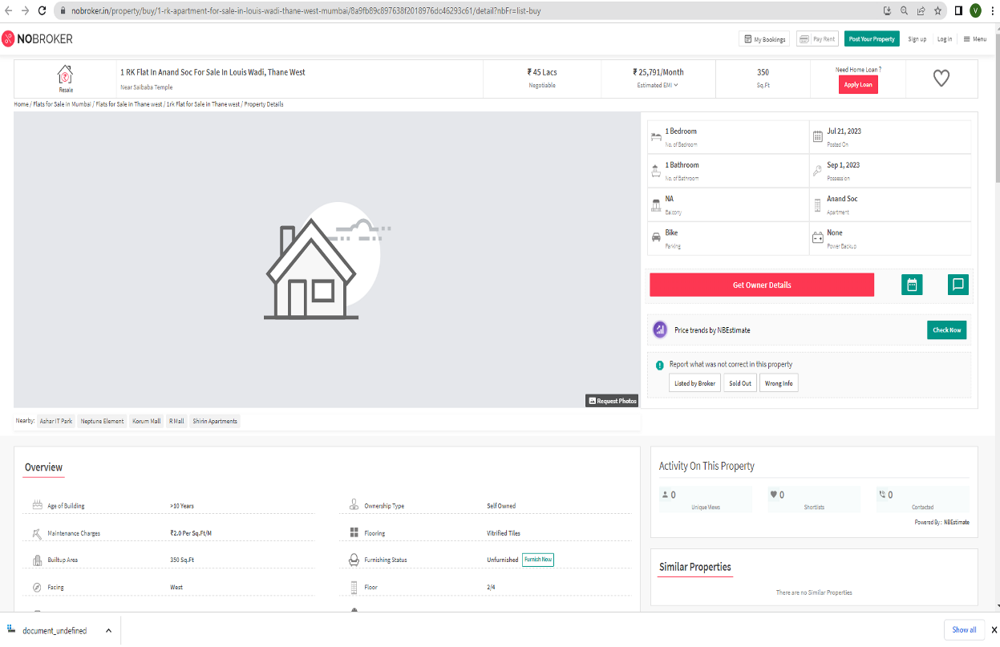 nobroker.in/property/buy/1-rk-apartment-for-sale-in-louis-wadi-thane-west-mumbai/8a9fb89c897638f2018976dc46293c61/detail?nbFr=list-buy
V
NOBROKER
My Bookings
Pay Rent
Post Your Property
Sign up
Log in
Menu
Resale
1 RK Flat In Anand Soc For Sale In Louis Wadi, Thane West
Near Saibaba Temple
₹ 45 Lacs
Negotiable
₹ 25,791/Month
Estimated EMI
350
Sq.Ft
Need Home Loan ?
Apply Loan
Home / Flats for Sale in Mumbai / Flats for Sale in Thane west / 1rk Flat for Sale in Thane west / Property Details
1 Bedroom
No. of Bedroom
Jul 21, 2023
Posted On
1 Bathroom
No. of Bathroom
Sep 1, 2023
Possession
NA
Balcony
Anand Soc
Apartment
Bike
Parking
None
Power Backup
Get Owner Details
Price trends by NBEstimate
Check Now
Report what was not correct in this property
Listed by Broker
Sold Out
Wrong Info
Request Photos
Nearby: Ashar IT Park Neptune Element Korum Mall R Mall Shirin Apartments
Overview
Age of Building >10 Years
Ownership Type Self Owned
Maintenance Charges ₹2.0 Per Sq.Ft/M
Flooring Vitrified Tiles
Builtup Area 350 Sq.Ft
Furnishing Status Unfurnished Furnish Now
Facing West
Floor 2/4
Activity On This Property
0
Unique Views
0
Shortlists
0
Contacted
Powered By : NBEstimate
Similar Properties
There are no Similar Properties
document_undefined
Show all